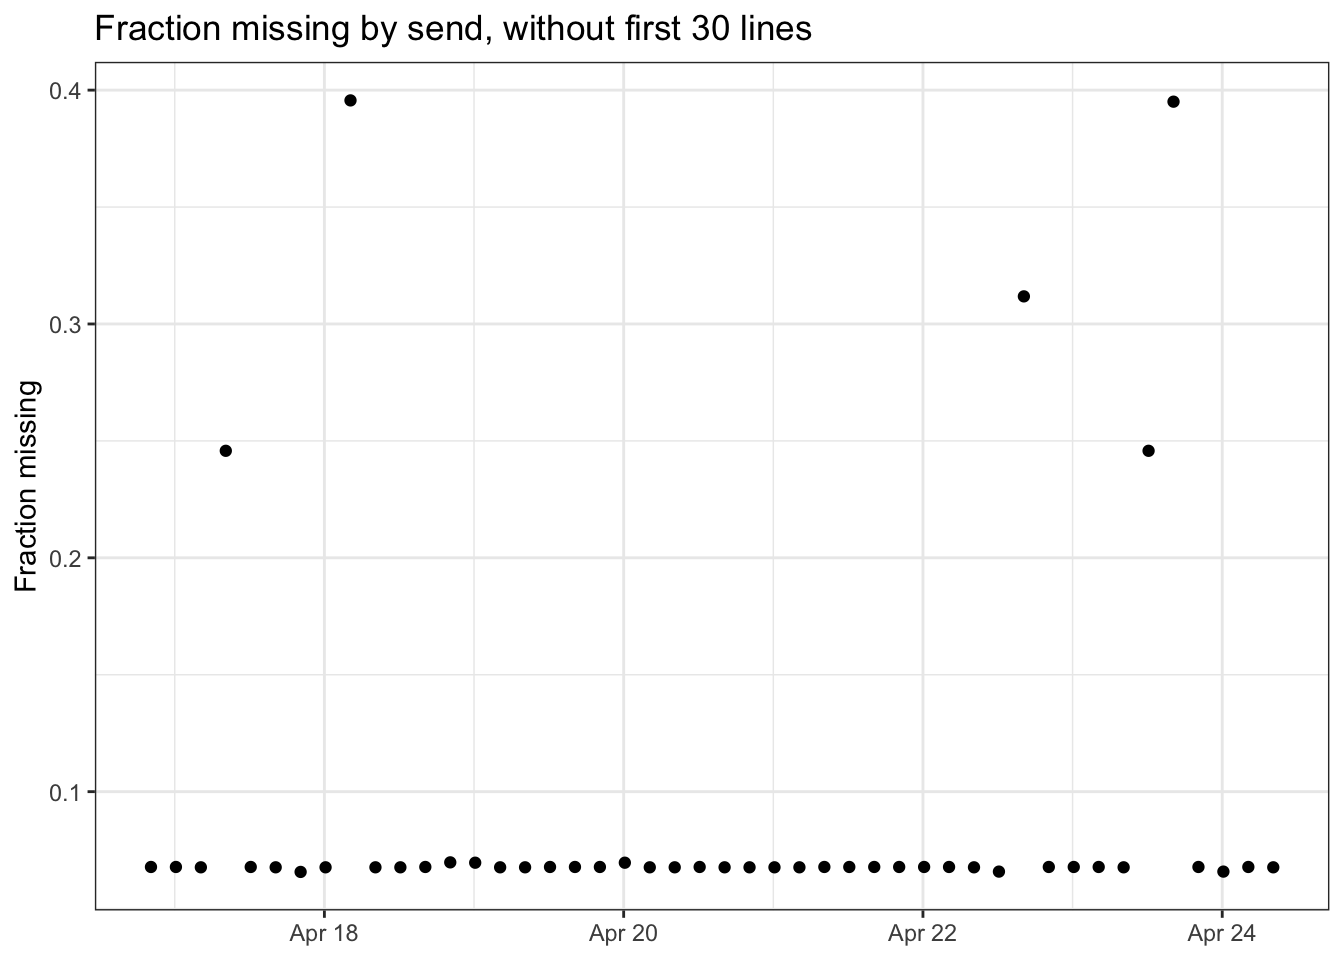 Fraction missing by send, without first 30 lines
Fraction missing
0.4
0.3
0.2
0.1
Apr 18
Apr 20
Apr 22
Apr 24